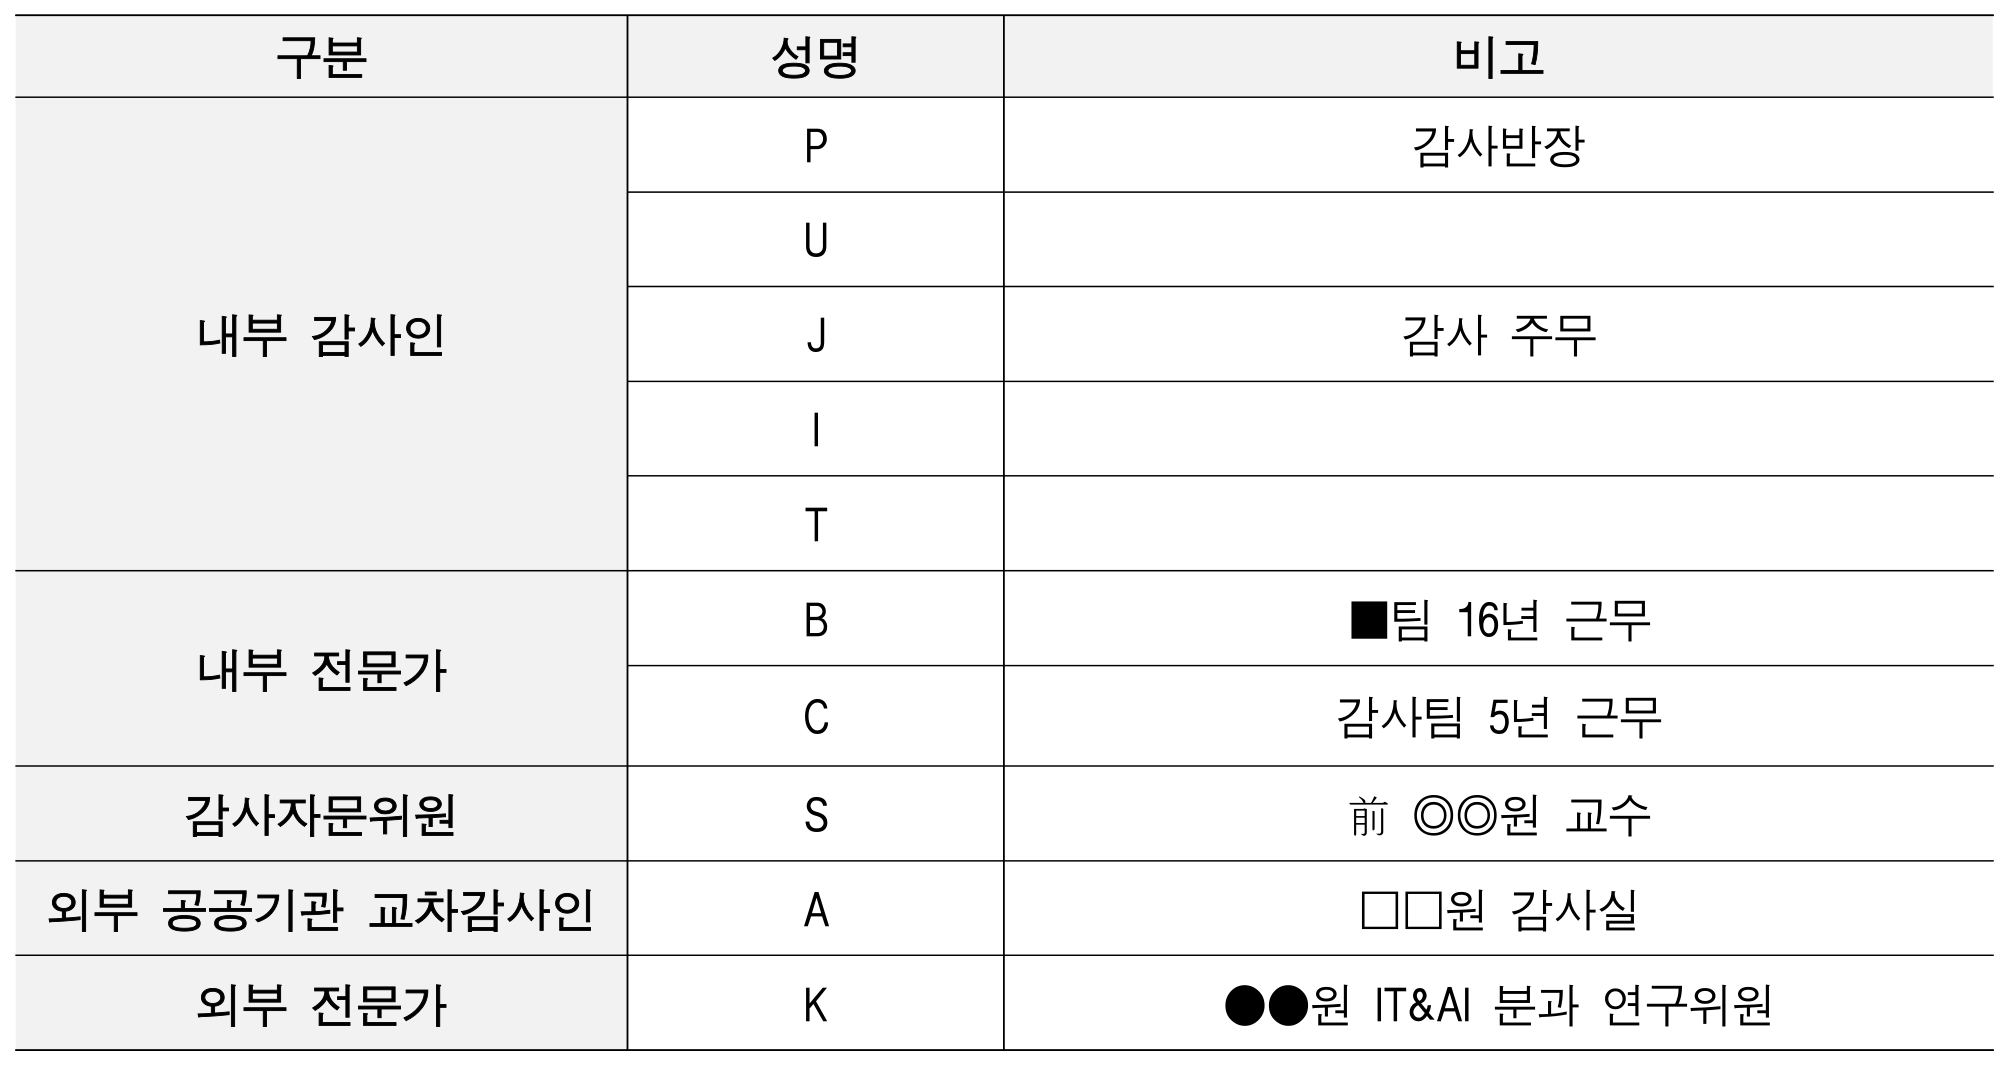 구분 성명 비고
내부 감사인 P 감사반장
U
J 감사 주무
I
T
내부 전문가 B ■팀 16년 근무
C 감사팀 5년 근무
감사자문위원 S 前 ◎◎원 교수
외부 공공기관 교차감사인 A □□원 감사실
외부 전문가 K ●●원 IT&AI 분과 연구위원